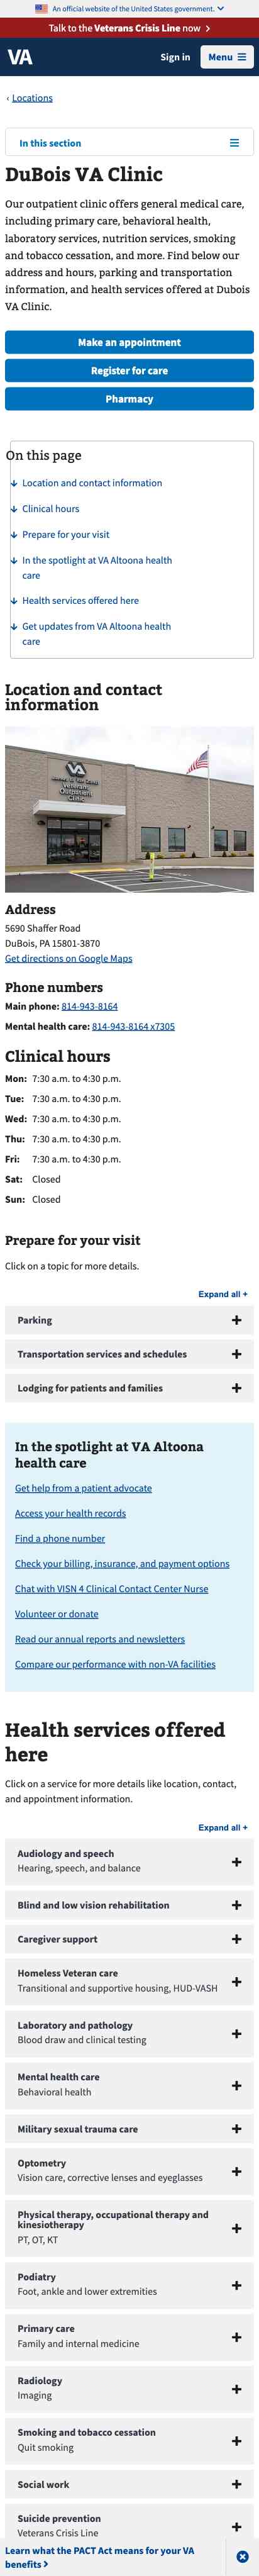 An official website of the United States government.
Talk to the Veterans Crisis Line now
VA
Sign in
Menu
Locations
In this section
DuBois VA Clinic
Our outpatient clinic offers general medical care,
including primary care, behavioral health,
laboratory services, nutrition services, smoking
and tobacco cessation, and more. Find below our
address and hours, parking and transportation
information, and health services offered at Dubois
VA Clinic.
Make an appointment
Register for care
Pharmacy
On this page
Location and contact information
Clinical hours
Prepare for your visit
In the spotlight at VA Altoona health
care
Health services offered here
Get updates from VA Altoona health
care
Location and contact
information
VA
Veterans
Outpatient
Clinic
Address
5690 Shaffer Road
DuBois, PA 15801-3870
Get directions on Google Maps
Phone numbers
Main phone: 814-943-8164
Mental health care: 814-943-8164 x7305
Clinical hours
Mon: 7:30 a.m. to 4:30 p.m.
Tue: 7:30 a.m. to 4:30 p.m.
Wed: 7:30 a.m. to 4:30 p.m.
Thu: 7:30 a.m. to 4:30 p.m.
Fri: 7:30 a.m. to 4:30 p.m.
Sat: Closed
Sun: Closed
Prepare for your visit
Click on a topic for more details.
Expand all +
Parking
Transportation services and schedules
Lodging for patients and families
In the spotlight at VA Altoona
health care
Get help from a patient advocate
Access your health records
Find a phone number
Check your billing, insurance, and payment options
Chat with VISN 4 Clinical Contact Center Nurse
Volunteer or donate
Read our annual reports and newsletters
Compare our performance with non-VA facilities
Health services offered
here
Click on a service for more details like location, contact,
and appointment information.
Expand all +
Audiology and speech
Hearing, speech, and balance
Blind and low vision rehabilitation
Caregiver support
Homeless Veteran care
Transitional and supportive housing, HUD-VASH
Laboratory and pathology
Blood draw and clinical testing
Mental health care
Behavioral health
Military sexual trauma care
Optometry
Vision care, corrective lenses and eyeglasses
Physical therapy, occupational therapy and
kinesiotherapy
PT, OT, KT
Podiatry
Foot, ankle and lower extremities
Primary care
Family and internal medicine
Radiology
Imaging
Smoking and tobacco cessation
Quit smoking
Social work
Suicide prevention
Veterans Crisis Line
Learn what the PACT Act means for your VA
benefits